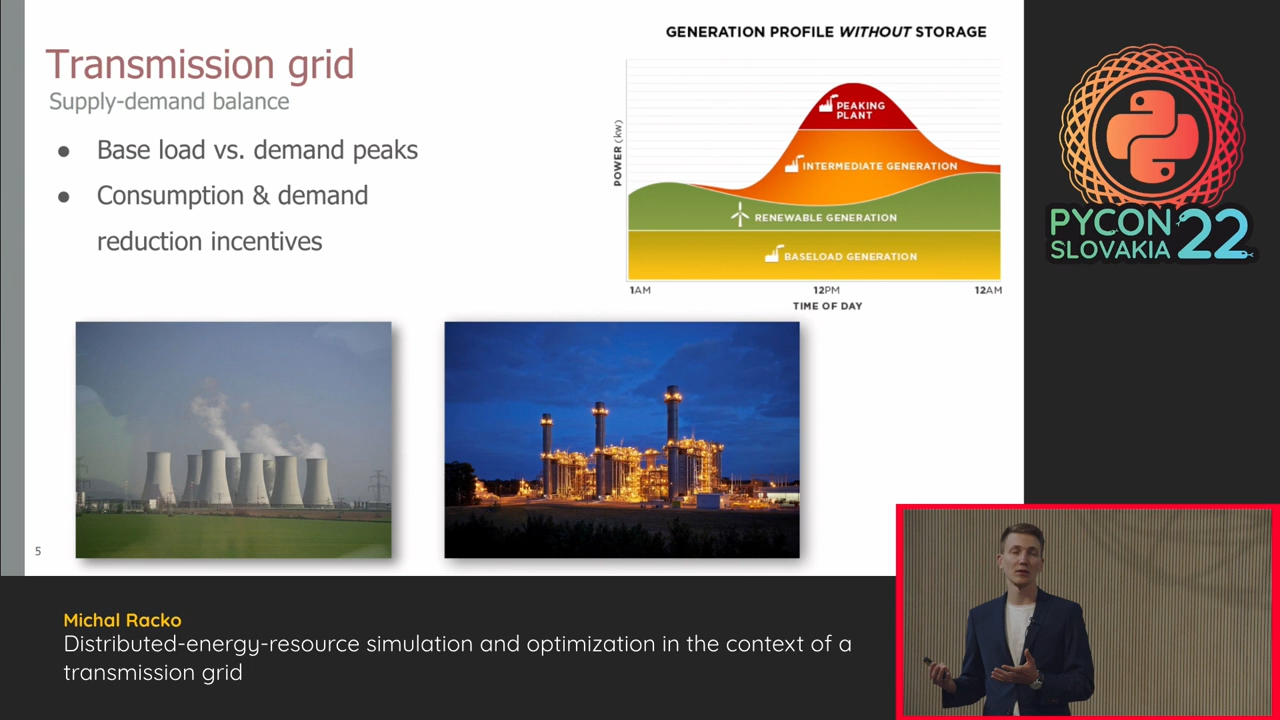 Transmission grid
Supply-demand balance
● Base load vs. demand peaks
● Consumption & demand
reduction incentives
GENERATION PROFILE WITHOUT STORAGE
POWER (kw)
PEAKING
PLANT
INTERMEDIATE GENERATION
RENEWABLE GENERATION
BASELOAD GENERATION
1AM
12PM
12AM
TIME OF DAY
5
PYCON
SLOVAKIA
22
Michal Racko
Distributed-energy-resource simulation and optimization in the context of a
transmission grid